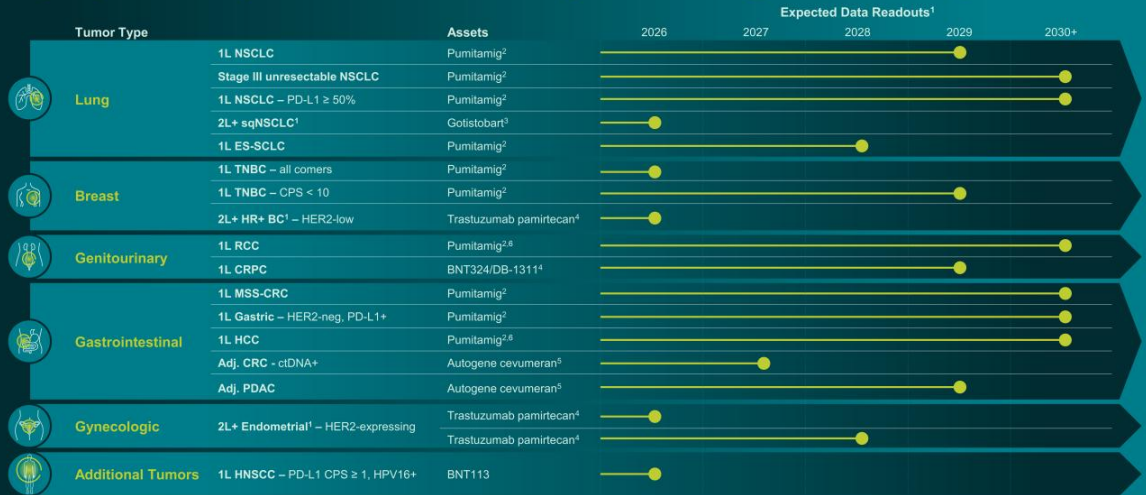 Expected Data Readouts¹
Tumor Type Assets 2026 2027 2028 2029 2030+
Lung
1L NSCLC Pumitamig²
Stage III unresectable NSCLC Pumitamig²
1L NSCLC – PD-L1 ≥ 50% Pumitamig²
2L+ sqNSCLC¹ Gotistobart³
1L ES-SCLC Pumitamig²
Breast
1L TNBC – all comers Pumitamig²
1L TNBC – CPS < 10 Pumitamig²
2L+ HR+ BC¹ – HER2-low Trastuzumab pamirtecan⁴
Genitourinary
1L RCC Pumitamig²,⁶
1L CRPC BNT324/DB-1311⁴
Gastrointestinal
1L MSS-CRC Pumitamig²
1L Gastric – HER2-neg, PD-L1+ Pumitamig²
1L HCC Pumitamig²,⁶
Adj. CRC - ctDNA+ Autogene cevumeran⁵
Adj. PDAC Autogene cevumeran⁵
Gynecologic
2L+ Endometrial¹ – HER2-expressing Trastuzumab pamirtecan⁴
Trastuzumab pamirtecan⁴
Additional Tumors
1L HNSCC – PD-L1 CPS ≥ 1, HPV16+ BNT113